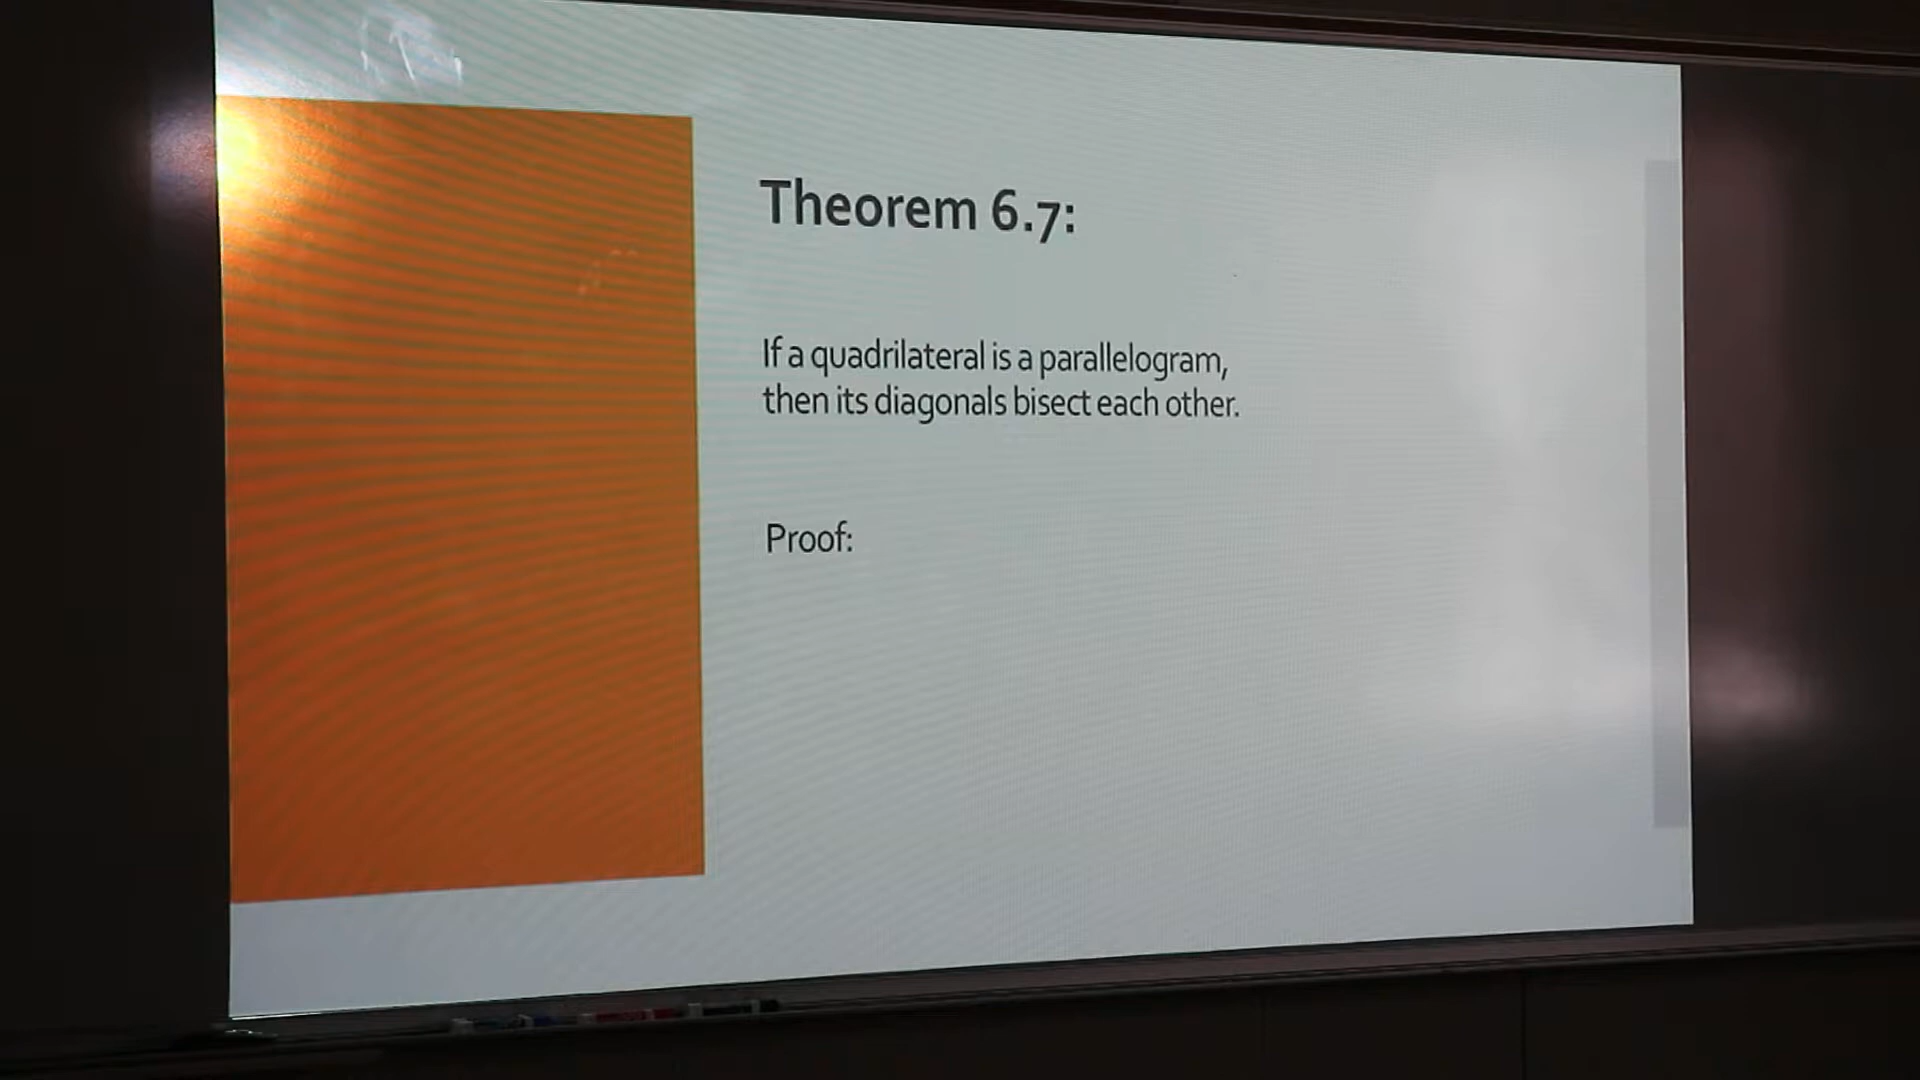 Theorem 6.7:
If a quadrilateral is a parallelogram,
then its diagonals bisect each other.
Proof: